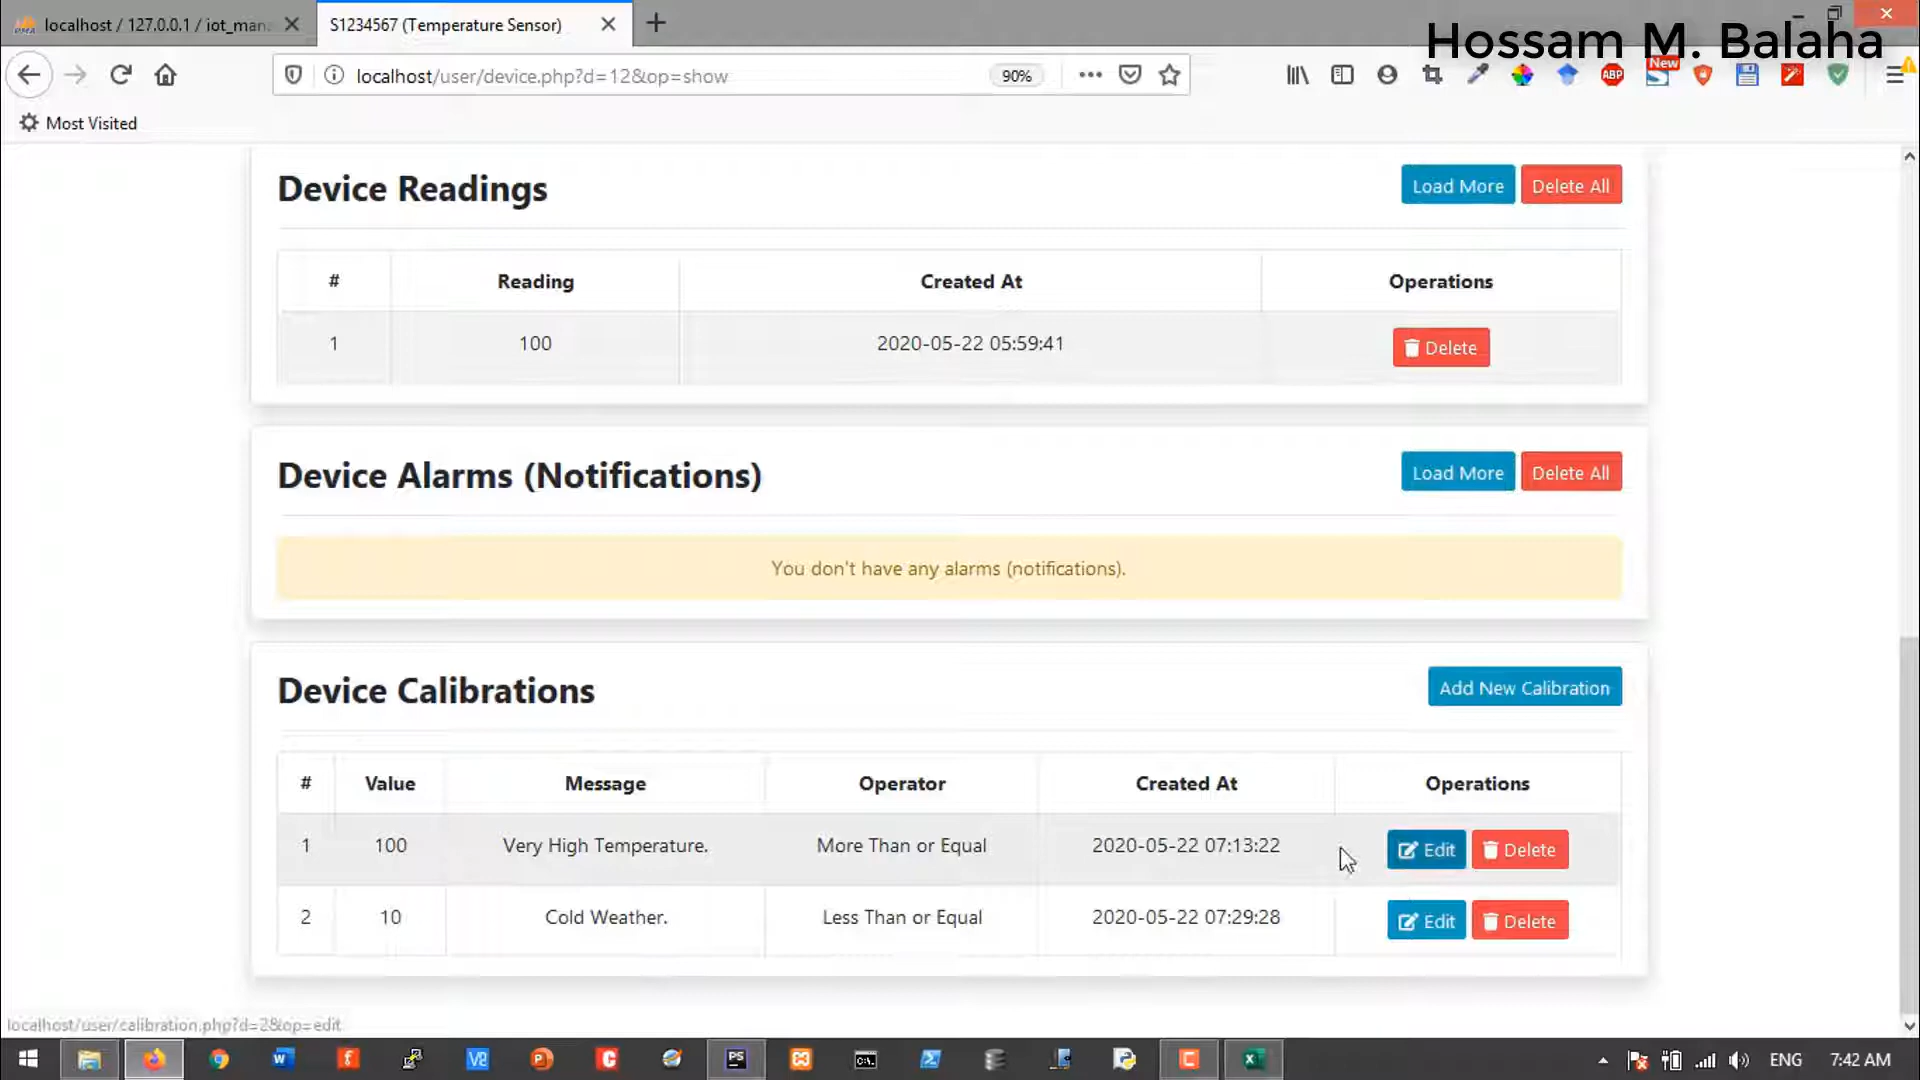 localhost / 127.0.0.1 / iot_man
S1234567 (Temperature Sensor)
Hossam M. Balaha
localhost/user/device.php?d=12&op=show
90%
ABP
New
Most Visited
Device Readings
Load More
Delete All
# Reading Created At Operations
1 100 2020-05-22 05:59:41 Delete
Device Alarms (Notifications)
Load More
Delete All
You don't have any alarms (notifications).
Device Calibrations
Add New Calibration
# Value Message Operator Created At Operations
1 100 Very High Temperature. More Than or Equal 2020-05-22 07:13:22 Edit Delete
2 10 Cold Weather. Less Than or Equal 2020-05-22 07:29:28 Edit Delete
localhost/user/calibration.php?d=2&op=edit
ENG
7:42 AM